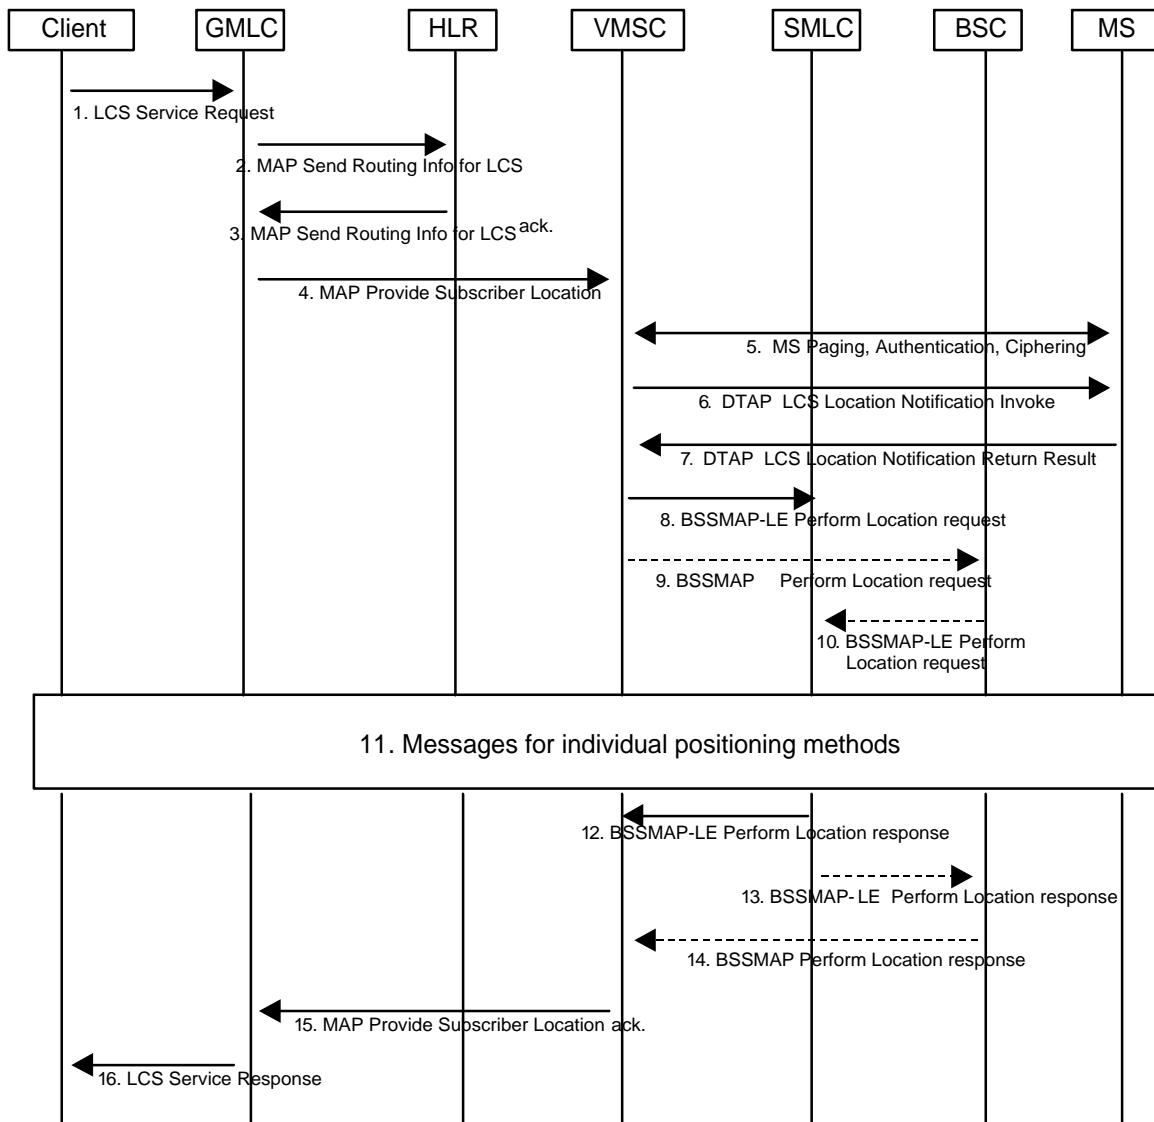 Client GMLC HLR VMSC SMLC BSC MS
1. LCS Service Request
2. MAP Send Routing Info for LCS
3. MAP Send Routing Info for LCS ack.
4. MAP Provide Subscriber Location
5. MS Paging, Authentication, Ciphering
6. DTAP LCS Location Notification Invoke
7. DTAP LCS Location Notification Return Result
8. BSSMAP-LE Perform Location request
9. BSSMAP Perform Location request
10. BSSMAP-LE Perform
Location request
11. Messages for individual positioning methods
12. BSSMAP-LE Perform Location response
13. BSSMAP-LE Perform Location response
14. BSSMAP Perform Location response
15. MAP Provide Subscriber Location ack.
16. LCS Service Response